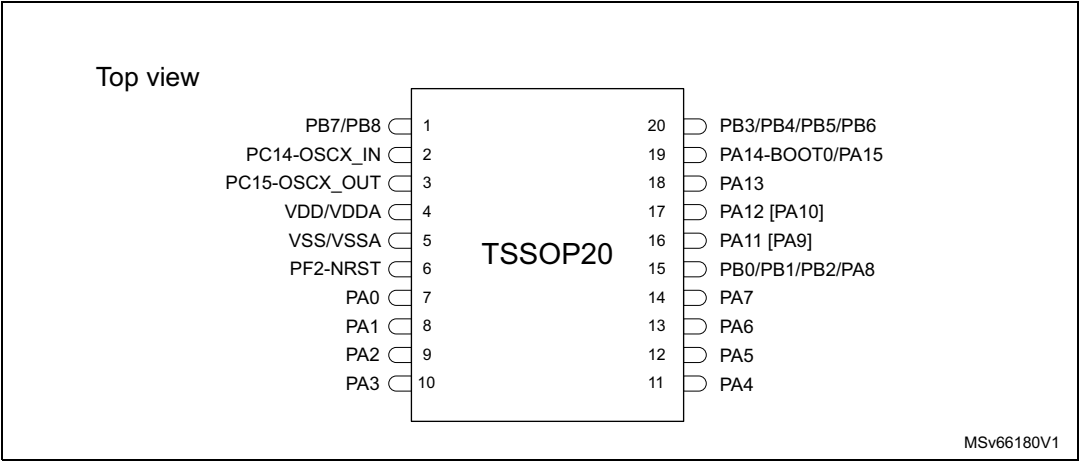 Top view
PB7/PB8 1 20 PB3/PB4/PB5/PB6
PC14-OSCX_IN 2 19 PA14-BOOT0/PA15
PC15-OSCX_OUT 3 18 PA13
VDD/VDDA 4 17 PA12 [PA10]
VSS/VSSA 5 16 PA11 [PA9]
TSSOP20
PF2-NRST 6 15 PB0/PB1/PB2/PA8
PA0 7 14 PA7
PA1 8 13 PA6
PA2 9 12 PA5
PA3 10 11 PA4
MSv66180V1